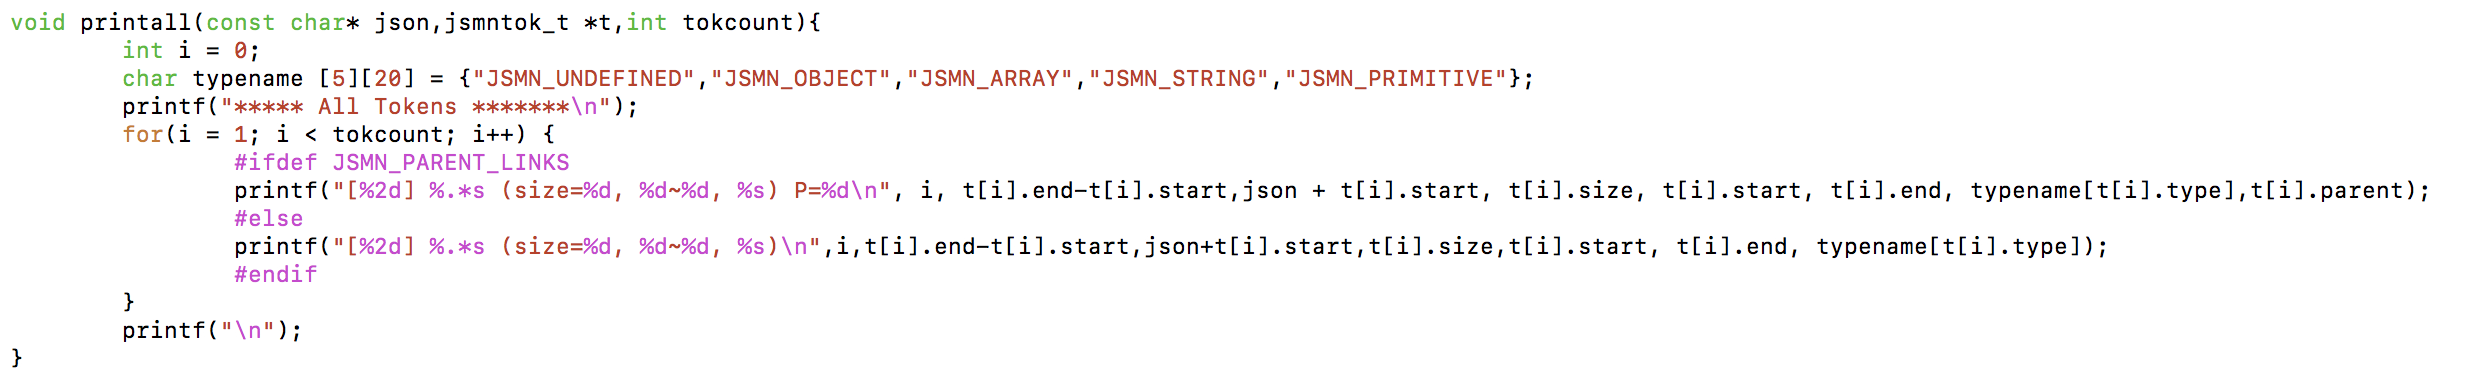 void printall(const char* json,jsmntok_t *t,int tokcount){
        int i = 0;
        char typename [5][20] = {"JSMN_UNDEFINED","JSMN_OBJECT","JSMN_ARRAY","JSMN_STRING","JSMN_PRIMITIVE"};
        printf("***** All Tokens *******\n");
        for(i = 1; i < tokcount; i++) {
                #ifdef JSMN_PARENT_LINKS
                printf("[%2d] %.*s (size=%d, %d~%d, %s) P=%d\n", i, t[i].end-t[i].start,json + t[i].start, t[i].size, t[i].start, t[i].end, typename[t[i].type],t[i].parent);
                #else
                printf("[%2d] %.*s (size=%d, %d~%d, %s)\n",i,t[i].end-t[i].start,json+t[i].start,t[i].size,t[i].start, t[i].end, typename[t[i].type]);
                #endif
        }
        printf("\n");
}